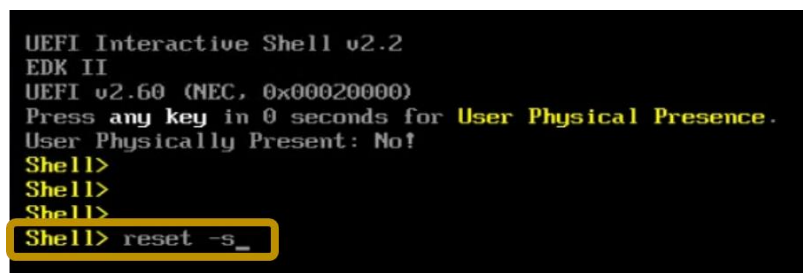 UEFI Interactive Shell v2.2
EDK II
UEFI v2.60 (NEC, 0x00020000)
Press any key in 0 seconds for User Physical Presence.
User Physically Present: No!
Shell>
Shell>
Shell>
Shell> reset -s_